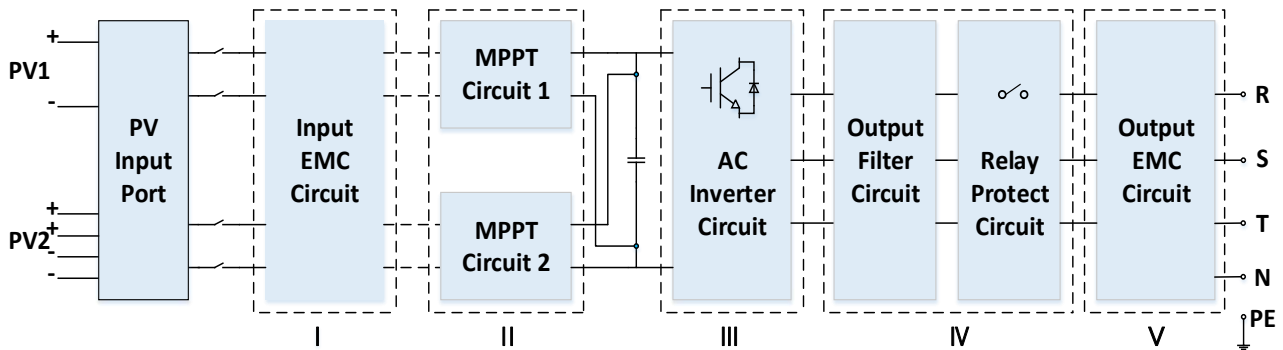 +
PV1
-
+
+
PV2
-
-
PV
Input
Port
Input
EMC
Circuit
MPPT
Circuit 1
MPPT
Circuit 2
AC
Inverter
Circuit
Output
Filter
Circuit
Relay
Protect
Circuit
Output
EMC
Circuit
R
S
T
N
PE
I
II
III
IV
V